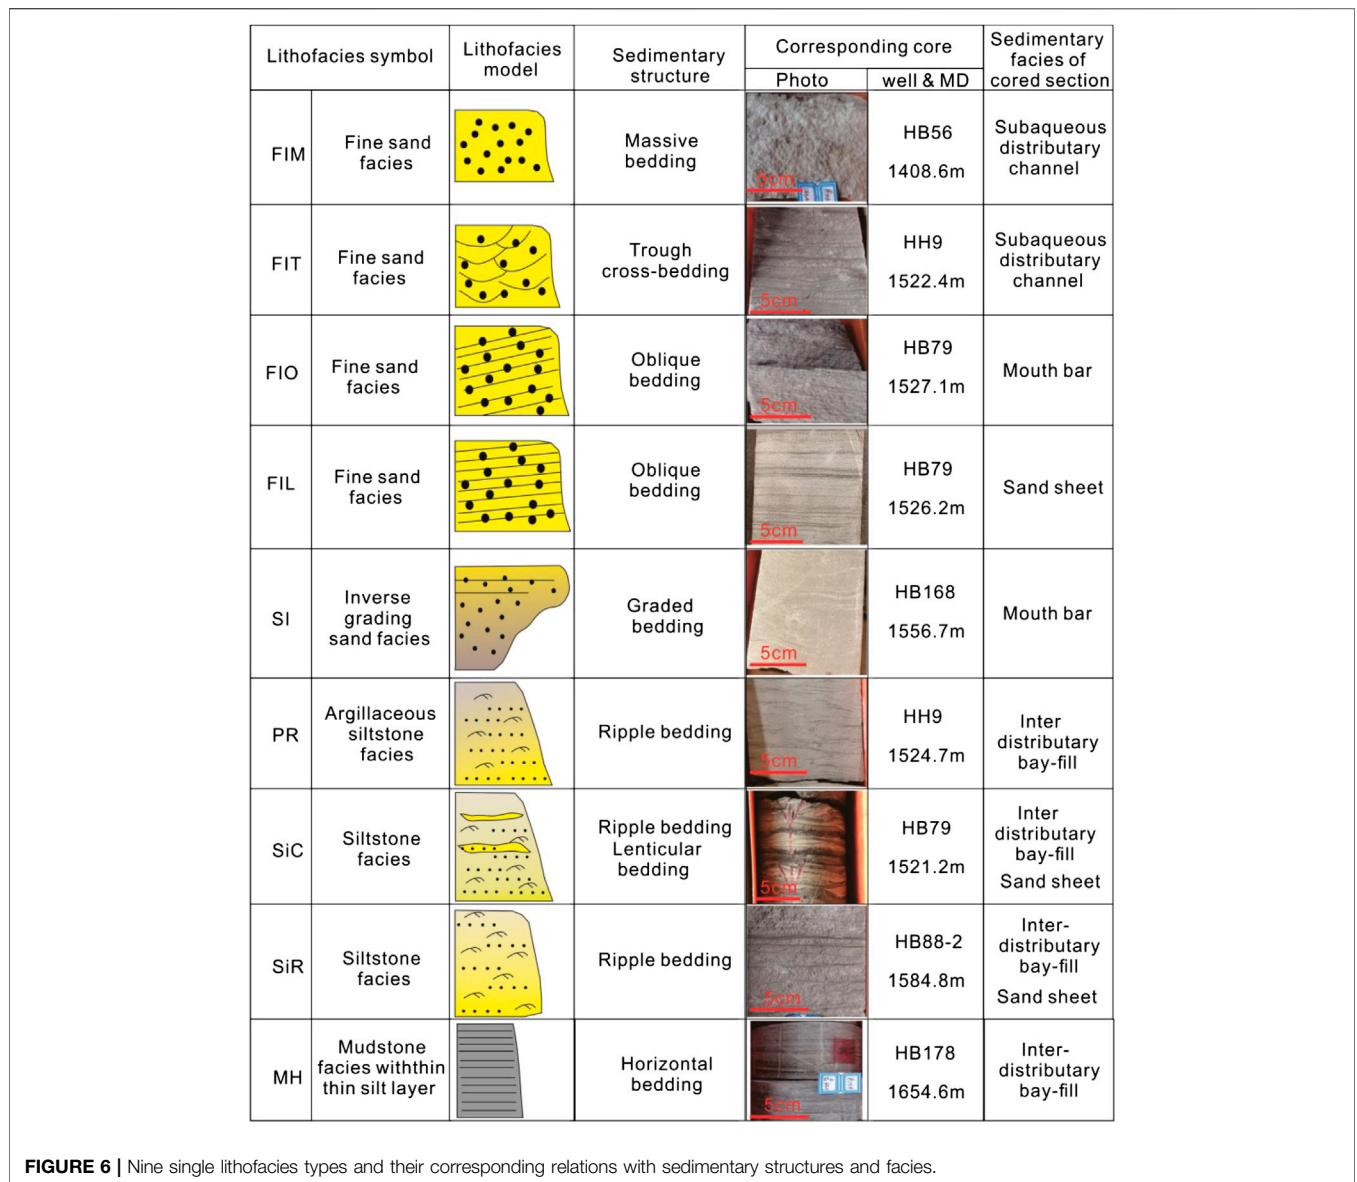 Lithofacies symbol
Lithofacies
model
Sedimentary
structure
Corresponding core
Photo
well & MD
Sedimentary
facies of
cored section
FIM
Fine sand
facies
Massive
bedding
5cm
HB56
1408.6m
Subaqueous
distributary
channel
FIT
Fine sand
facies
Trough
cross-bedding
5cm
HH9
1522.4m
Subaqueous
distributary
channel
FIO
Fine sand
facies
Oblique
bedding
5cm
HB79
1527.1m
Mouth bar
FIL
Fine sand
facies
Oblique
bedding
5cm
HB79
1526.2m
Sand sheet
SI
Inverse
grading
sand facies
Graded
bedding
5cm
HB168
1556.7m
Mouth bar
PR
Argillaceous
siltstone
facies
Ripple bedding
5cm
HH9
1524.7m
Inter
distributary
bay-fill
SiC
Siltstone
facies
Ripple bedding
Lenticular
bedding
5cm
HB79
1521.2m
Inter
distributary
bay-fill
Sand sheet
SiR
Siltstone
facies
Ripple bedding
5cm
HB88-2
1584.8m
Inter-
distributary
bay-fill
Sand sheet
MH
Mudstone
facies withthin
thin silt layer
Horizontal
bedding
5cm
HB178
1654.6m
Inter-
distributary
bay-fill
FIGURE 6 | Nine single lithofacies types and their corresponding relations with sedimentary structures and facies.